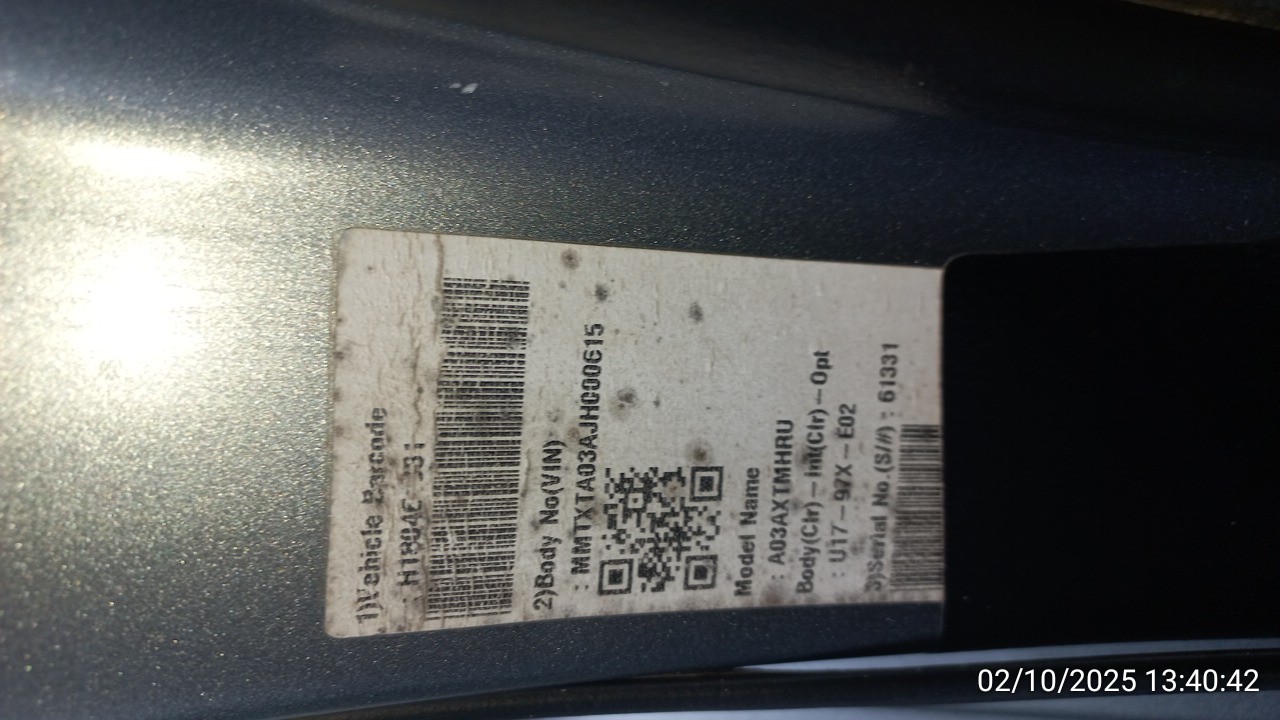 1)Vehicle Barcode
2)Body No(VIN)
: MMTXTA03AJH000615
Model Name
: A03AXTMHRU
Body(Clr)-Int(Clr)-Opt
: U17-97X-E02
3)Serial No.(S/#) : 61331
02/10/2025 13:40:42